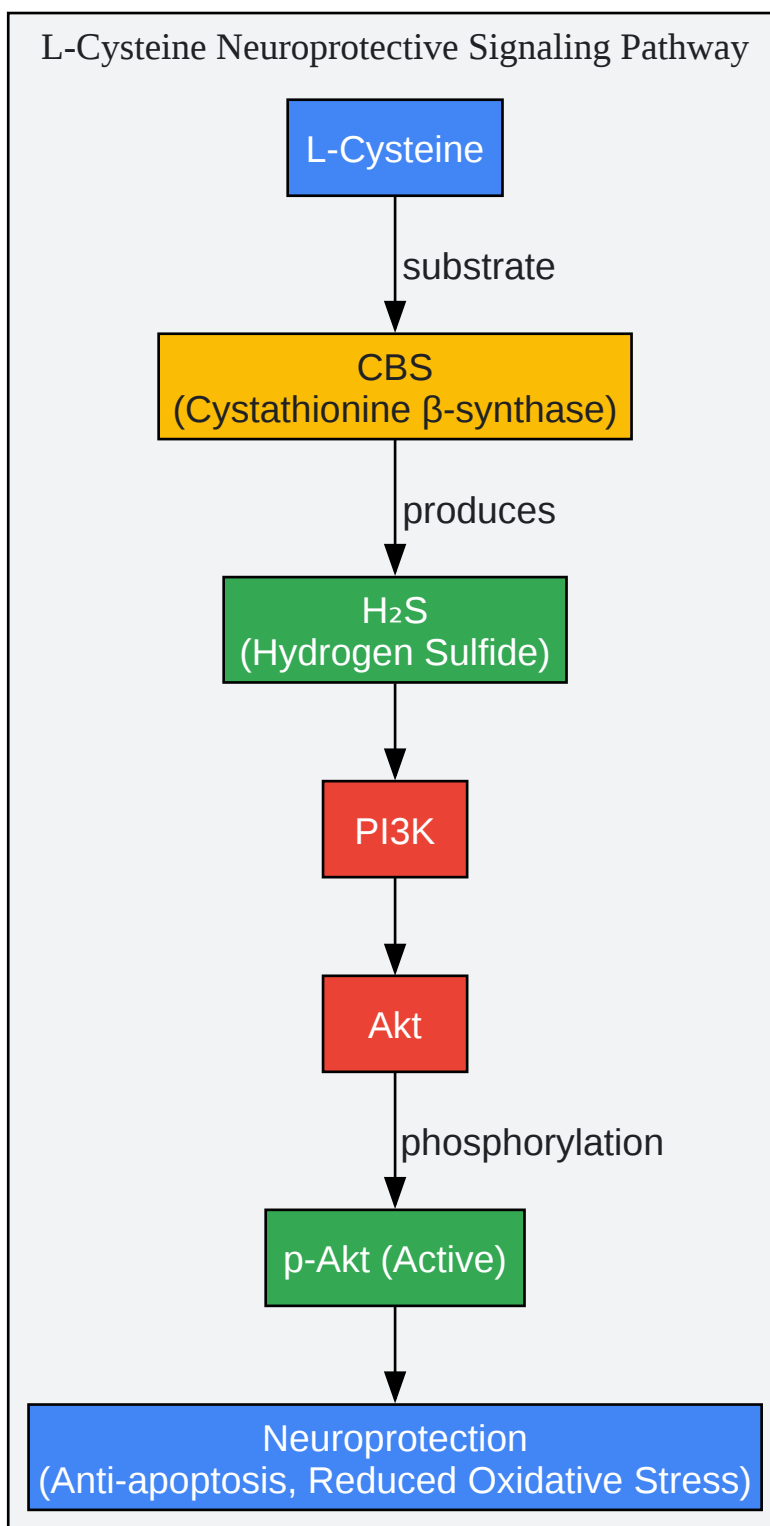 L-Cysteine Neuroprotective Signaling Pathway
L-Cysteine
substrate
CBS
(Cystathionine β-synthase)
produces
H₂S
(Hydrogen Sulfide)
PI3K
Akt
phosphorylation
p-Akt (Active)
Neuroprotection
(Anti-apoptosis, Reduced Oxidative Stress)